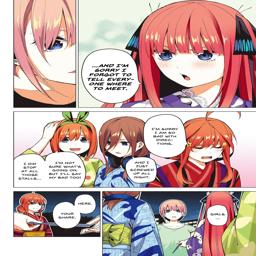 ...AND I'M
SORRY I
FORGOT TO
TELL EVERY-
ONE WHERE
TO MEET.
I'M SORRY
I AM SO
BAD WITH
DIREC-
TIONS.
AND I
JUST
SCREWED
UP ALL
NIGHT.
I'M NOT
SURE WHAT'S
GOING ON,
BUT I'LL SAY
MY BAD TOO!
I DID
STOP
AT ALL
THOSE
STALLS...
HERE.
YOUR
SHARE.
GIRLS